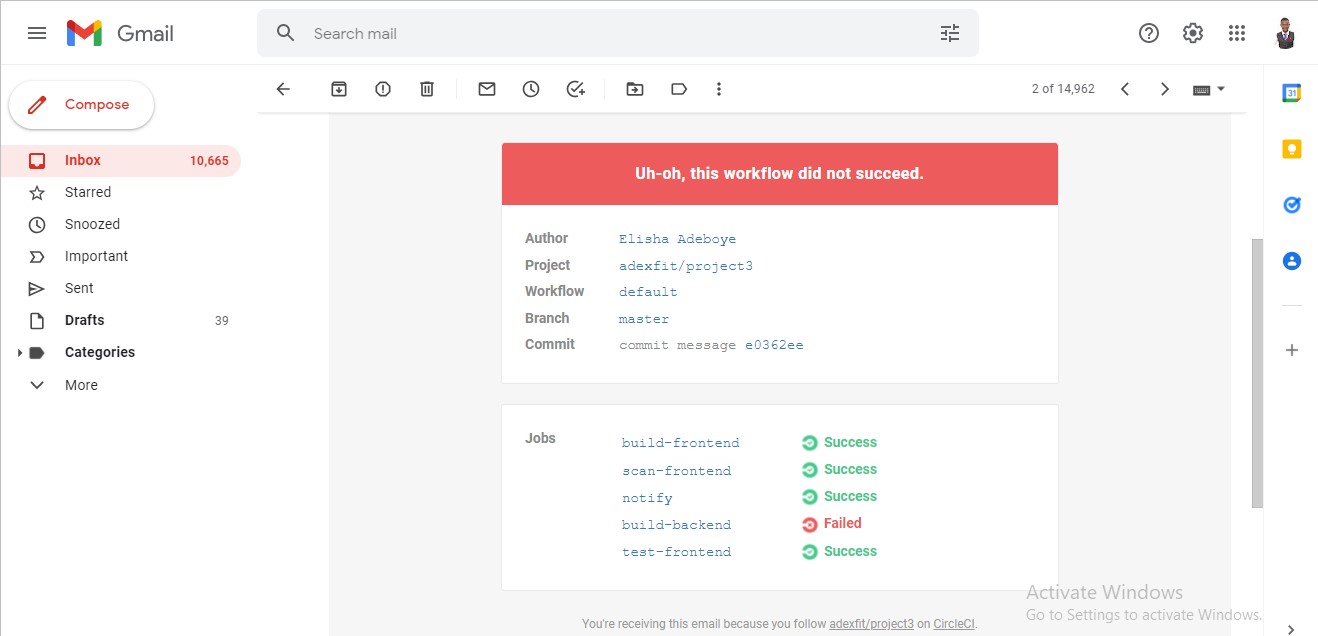 Gmail
Search mail
Compose
2 of 14,962
31
Inbox 10,665
Starred
Snoozed
Important
Sent
Drafts 39
Categories
More
Uh-oh, this workflow did not succeed.
Author Elisha Adeboye
Project adexfit/project3
Workflow default
Branch master
Commit commit message e0362ee
Jobs build-frontend Success
scan-frontend Success
notify Success
build-backend Failed
test-frontend Success
You're receiving this email because you follow adexfit/project3 on CircleCI.
Activate Windows
Go to Settings to activate Windows.